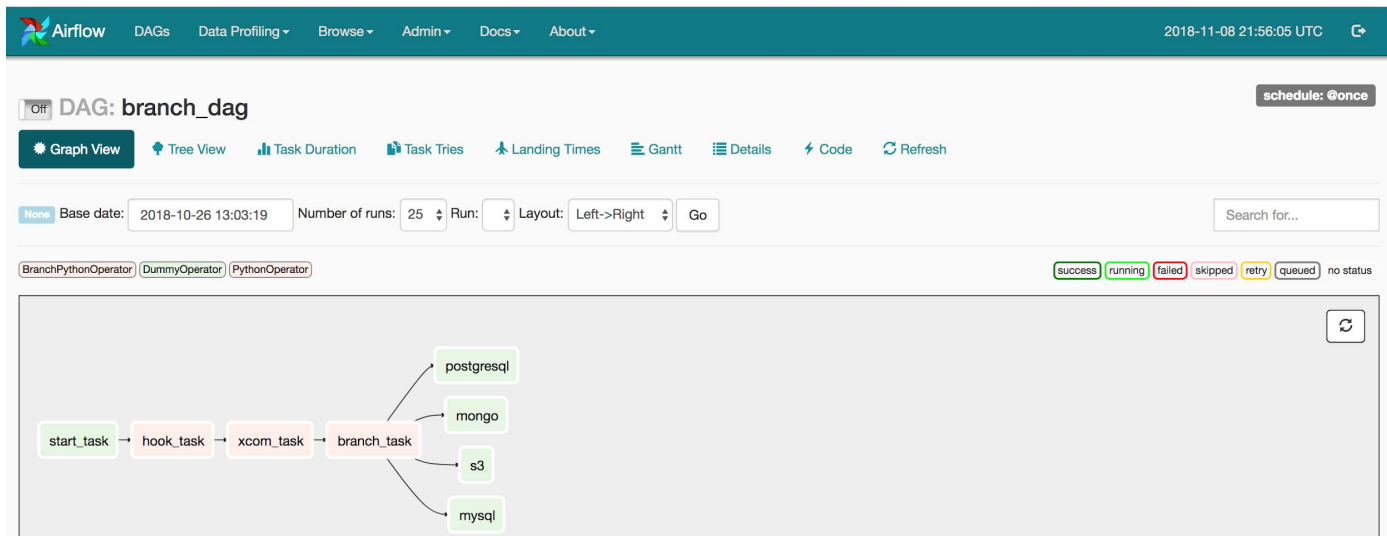 Airflow DAGs Data Profiling Browse Admin Docs About 2018-11-08 21:56:05 UTC
schedule: @once
Off DAG: branch_dag
Graph View Tree View Task Duration Task Tries Landing Times Gantt Details Code Refresh
None Base date: 2018-10-26 13:03:19 Number of runs: 25 Run: Layout: Left->Right Go Search for...
BranchPythonOperator DummyOperator PythonOperator success running failed skipped retry queued no status
postgresql
mongo
start_task hook_task xcom_task branch_task
s3
mysql